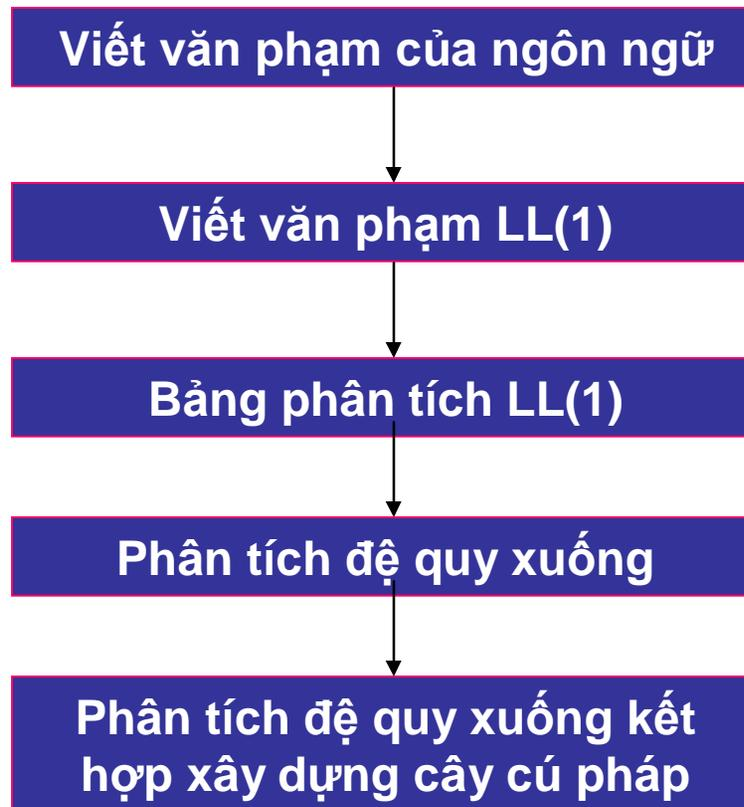 Viết văn phạm của ngôn ngữ
Viết văn phạm LL(1)
Bảng phân tích LL(1)
Phân tích đệ quy xuống
Phân tích đệ quy xuống kết
hợp xây dựng cây cú pháp